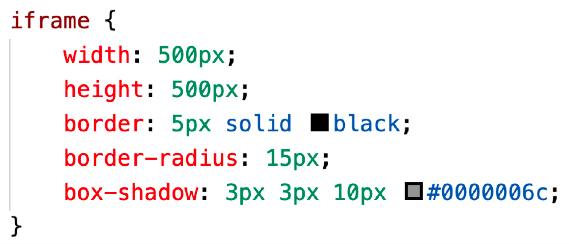 iframe {
    width: 500px;
    height: 500px;
    border: 5px solid black;
    border-radius: 15px;
    box-shadow: 3px 3px 10px #0000006c;
}